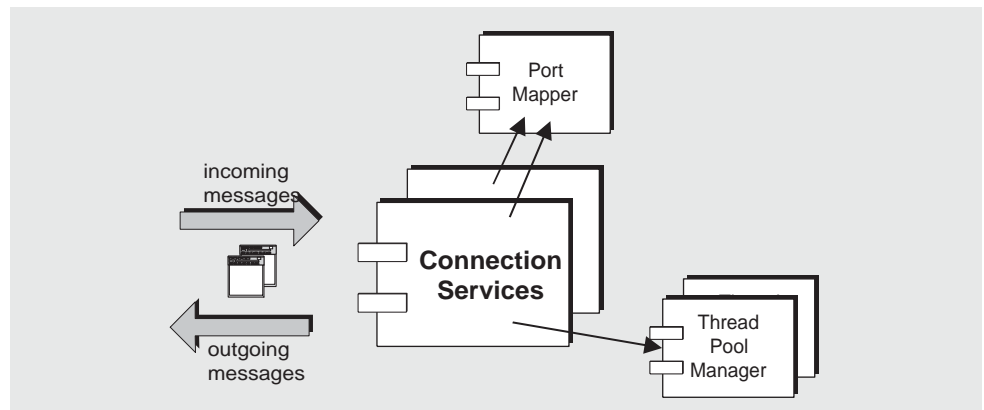 Port
Mapper
incoming
messages
Connection
Services
outgoing
messages
Thread
Pool
Manager